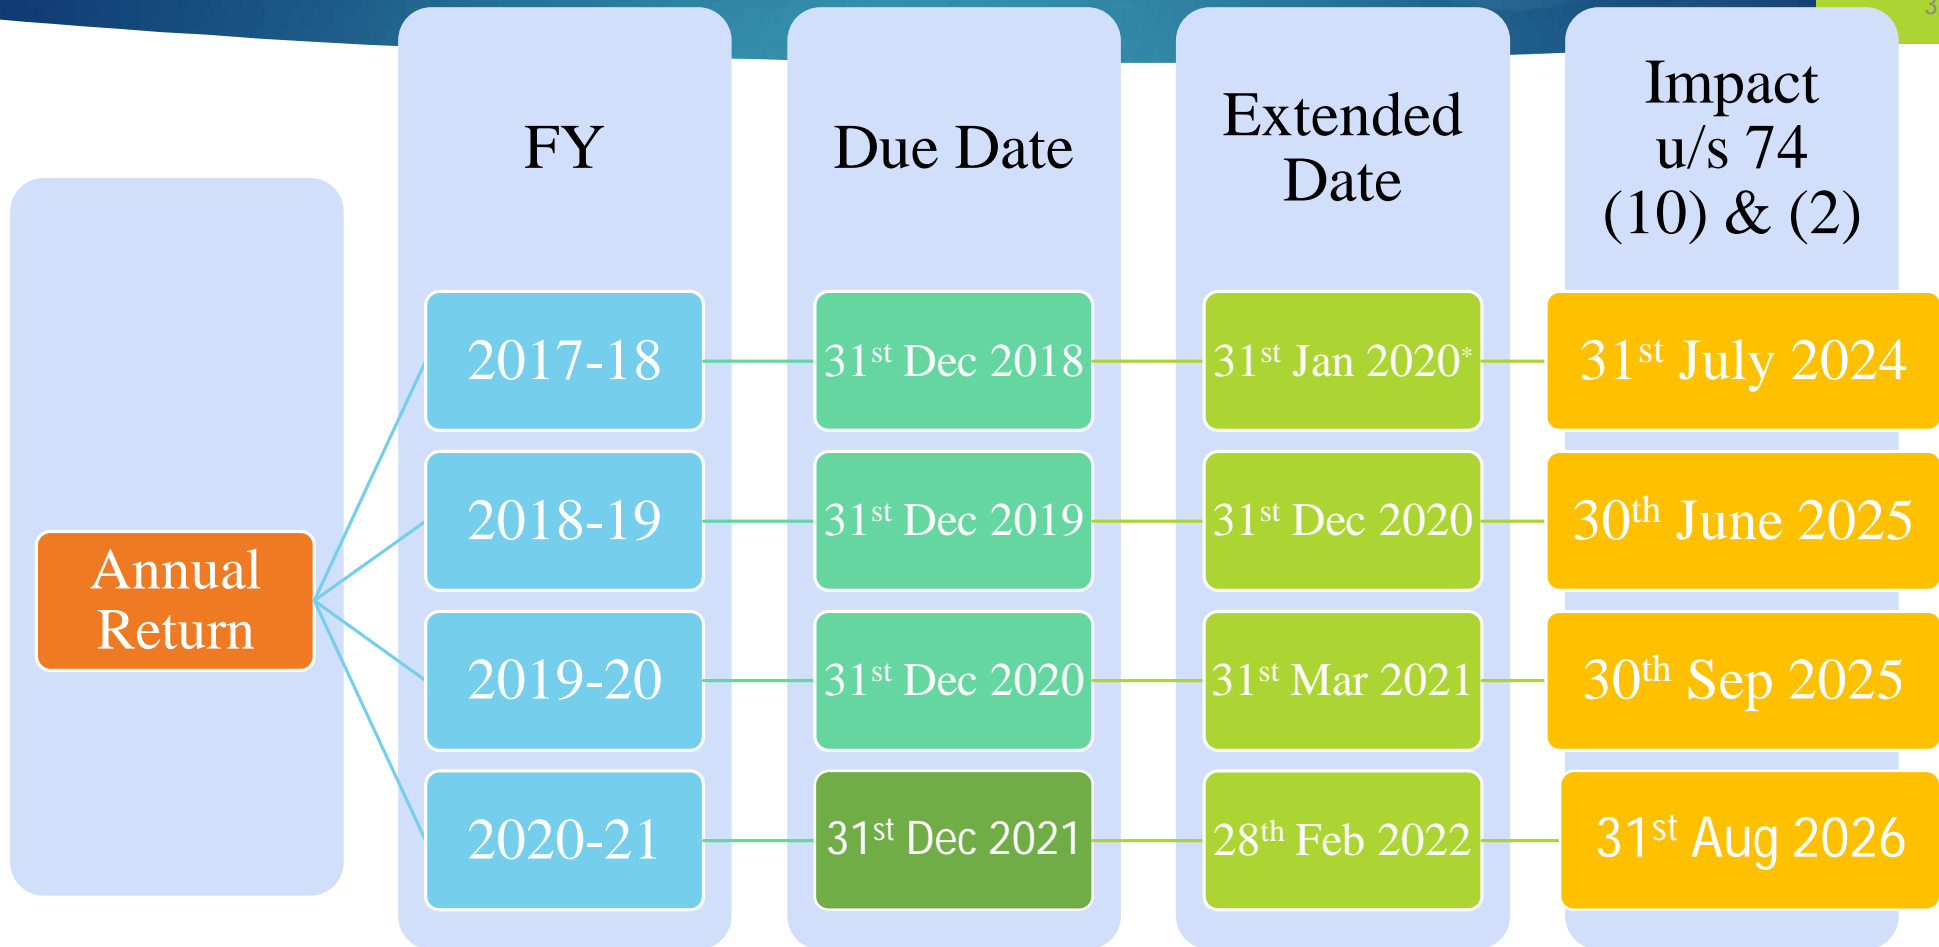 3
FY
Due Date
Extended
Date
Impact
u/s 74
(10) & (2)
Annual
Return
2017-18
31st Dec 2018
31st Jan 2020*
31st July 2024
2018-19
31st Dec 2019
31st Dec 2020
30th June 2025
2019-20
31st Dec 2020
31st Mar 2021
30th Sep 2025
2020-21
31st Dec 2021
28th Feb 2022
31st Aug 2026